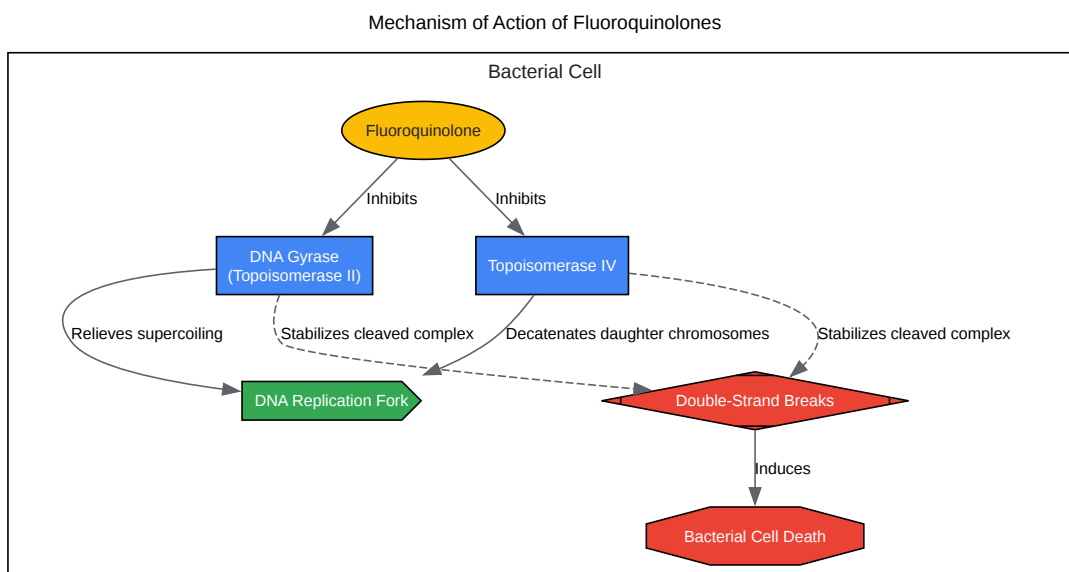 Mechanism of Action of Fluoroquinolones
Bacterial Cell
Fluoroquinolone
Inhibits
Inhibits
DNA Gyrase
(Topoisomerase II)
Topoisomerase IV
Relieves supercoiling
Stabilizes cleaved complex
Decatenates daughter chromosomes
Stabilizes cleaved complex
DNA Replication Fork
Double-Strand Breaks
Induces
Bacterial Cell Death